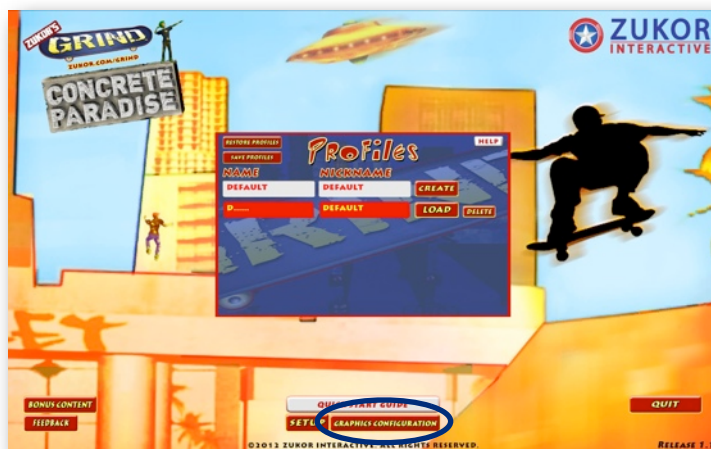 ZUKOR'S
GRIND
ZUKOR.COM/GRIND
CONCRETE
PARADISE
ZUKOR
INTERACTIVE
RESTORE PROFILES
SAVE PROFILES
PROFILES
HELP
NAME
NICKNAME
DEFAULT
DEFAULT
CREATE
D......
DEFAULT
LOAD
DELETE
BONUS CONTENT
FEEDBACK
QUICK START GUIDE
SETUP
GRAPHICS CONFIGURATION
QUIT
©2012 ZUKOR INTERACTIVE. ALL RIGHTS RESERVED.
RELEASE